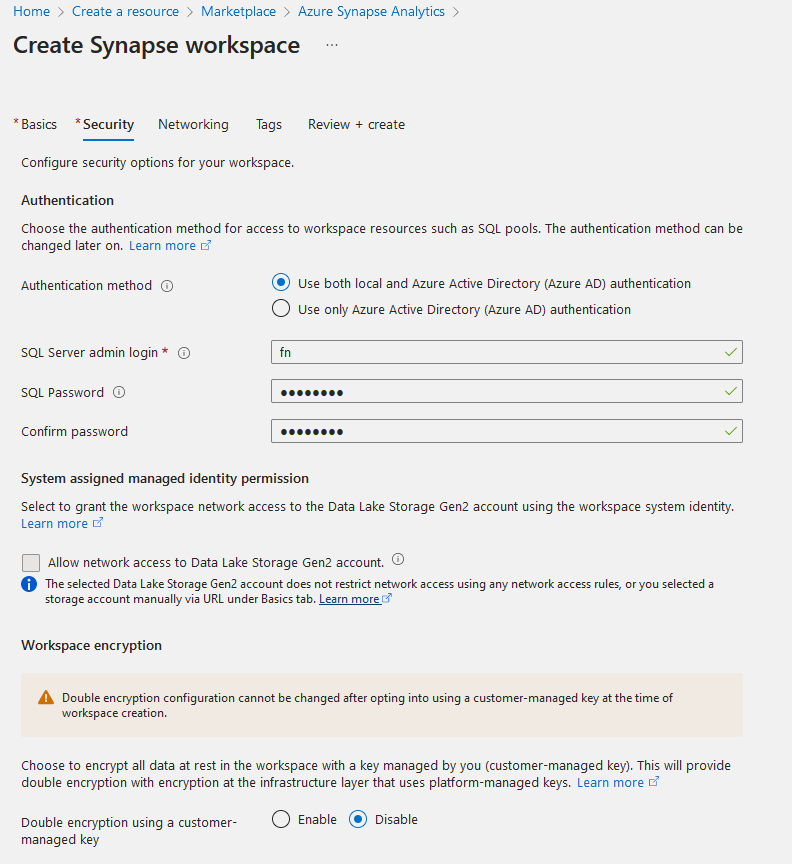 Home > Create a resource > Marketplace > Azure Synapse Analytics >
Create Synapse workspace ...
* Basics * Security Networking Tags Review + create
Configure security options for your workspace.
Authentication
Choose the authentication method for access to workspace resources such as SQL pools. The authentication method can be
changed later on. Learn more
Authentication method
Use both local and Azure Active Directory (Azure AD) authentication
Use only Azure Active Directory (Azure AD) authentication
SQL Server admin login * fn
SQL Password ●●●●●●●●
Confirm password ●●●●●●●●
System assigned managed identity permission
Select to grant the workspace network access to the Data Lake Storage Gen2 account using the workspace system identity.
Learn more
Allow network access to Data Lake Storage Gen2 account.
The selected Data Lake Storage Gen2 account does not restrict network access using any network access rules, or you selected a
storage account manually via URL under Basics tab. Learn more
Workspace encryption
Double encryption configuration cannot be changed after opting into using a customer-managed key at the time of
workspace creation.
Choose to encrypt all data at rest in the workspace with a key managed by you (customer-managed key). This will provide
double encryption with encryption at the infrastructure layer that uses platform-managed keys. Learn more
Double encryption using a customer- Enable Disable
managed key